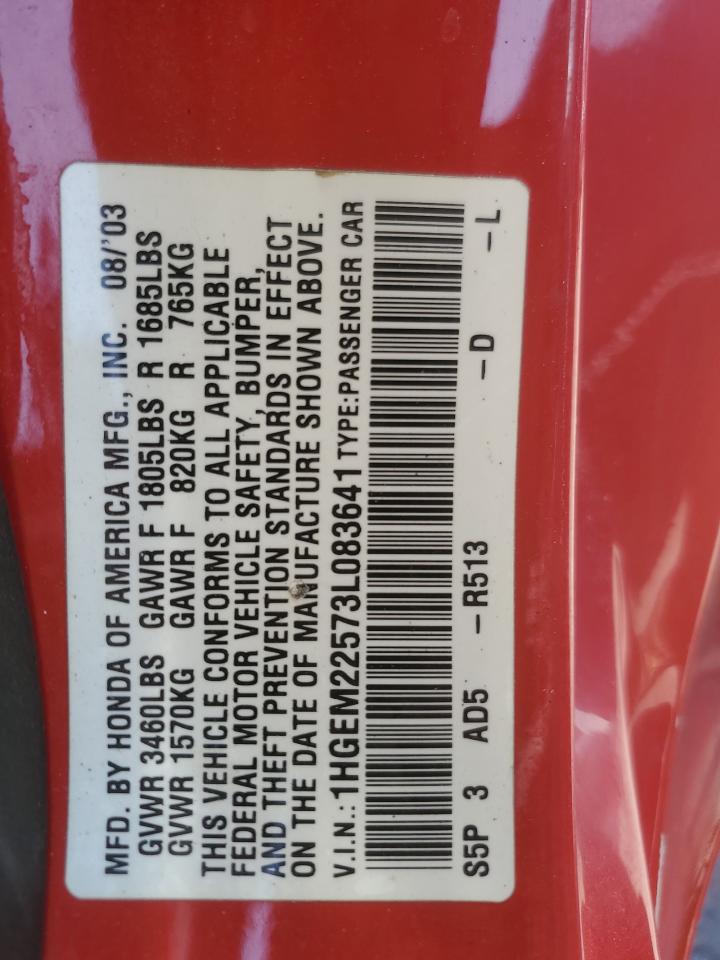 MFD. BY HONDA OF AMERICA MFG., INC. 08/'03
GVWR 3460LBS GAWR F 1805LBS R 1685LBS
GVWR 1570KG GAWR F 820KG R 765KG
THIS VEHICLE CONFORMS TO ALL APPLICABLE
FEDERAL MOTOR VEHICLE SAFETY, BUMPER,
AND THEFT PREVENTION STANDARDS IN EFFECT
ON THE DATE OF MANUFACTURE SHOWN ABOVE.
V.I.N.: 1HGEM22573L083641 TYPE:PASSENGER CAR
S5P 3 AD5 -R513 -D -L